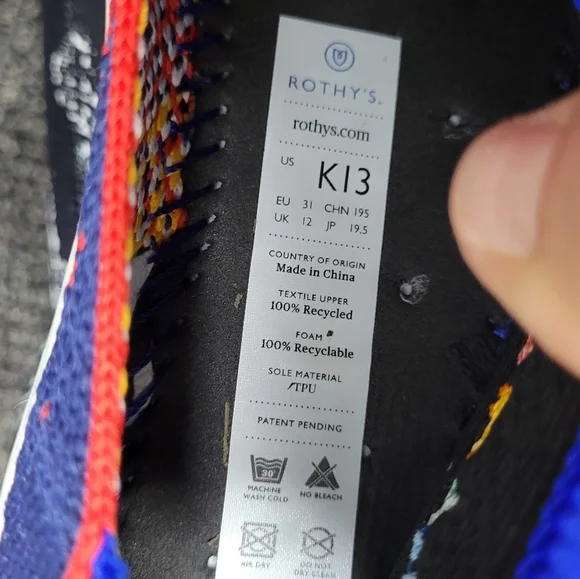 ROTHY'S®
rothys.com
US K13
EU 31 CHN 195
UK 12 JP 19.5
COUNTRY OF ORIGIN
Made in China
TEXTILE UPPER
100% Recycled
FOAM
100% Recyclable
SOLE MATERIAL
TPU
PATENT PENDING
30°
MACHINE WASH COLD
NO BLEACH
AIR DRY
DO NOT DRY CLEAN